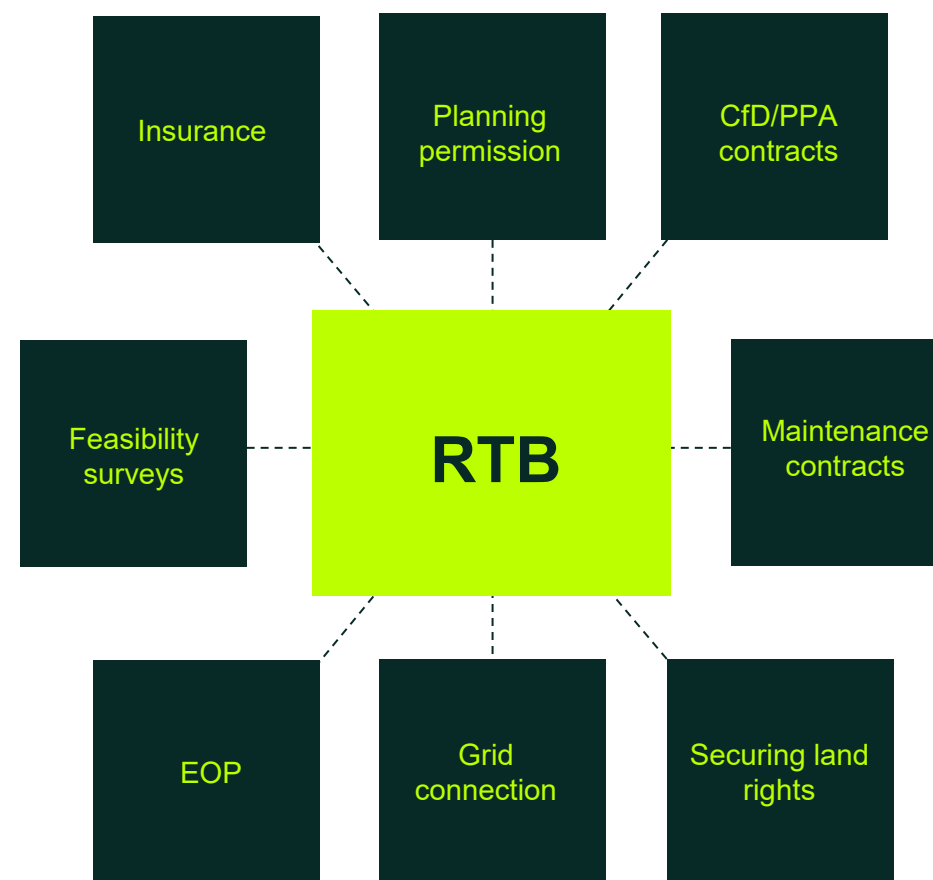 Insurance
Planning
permission
CfD/PPA
contracts
Feasibility
surveys
RTB
Maintenance
contracts
EOP
Grid
connection
Securing land
rights